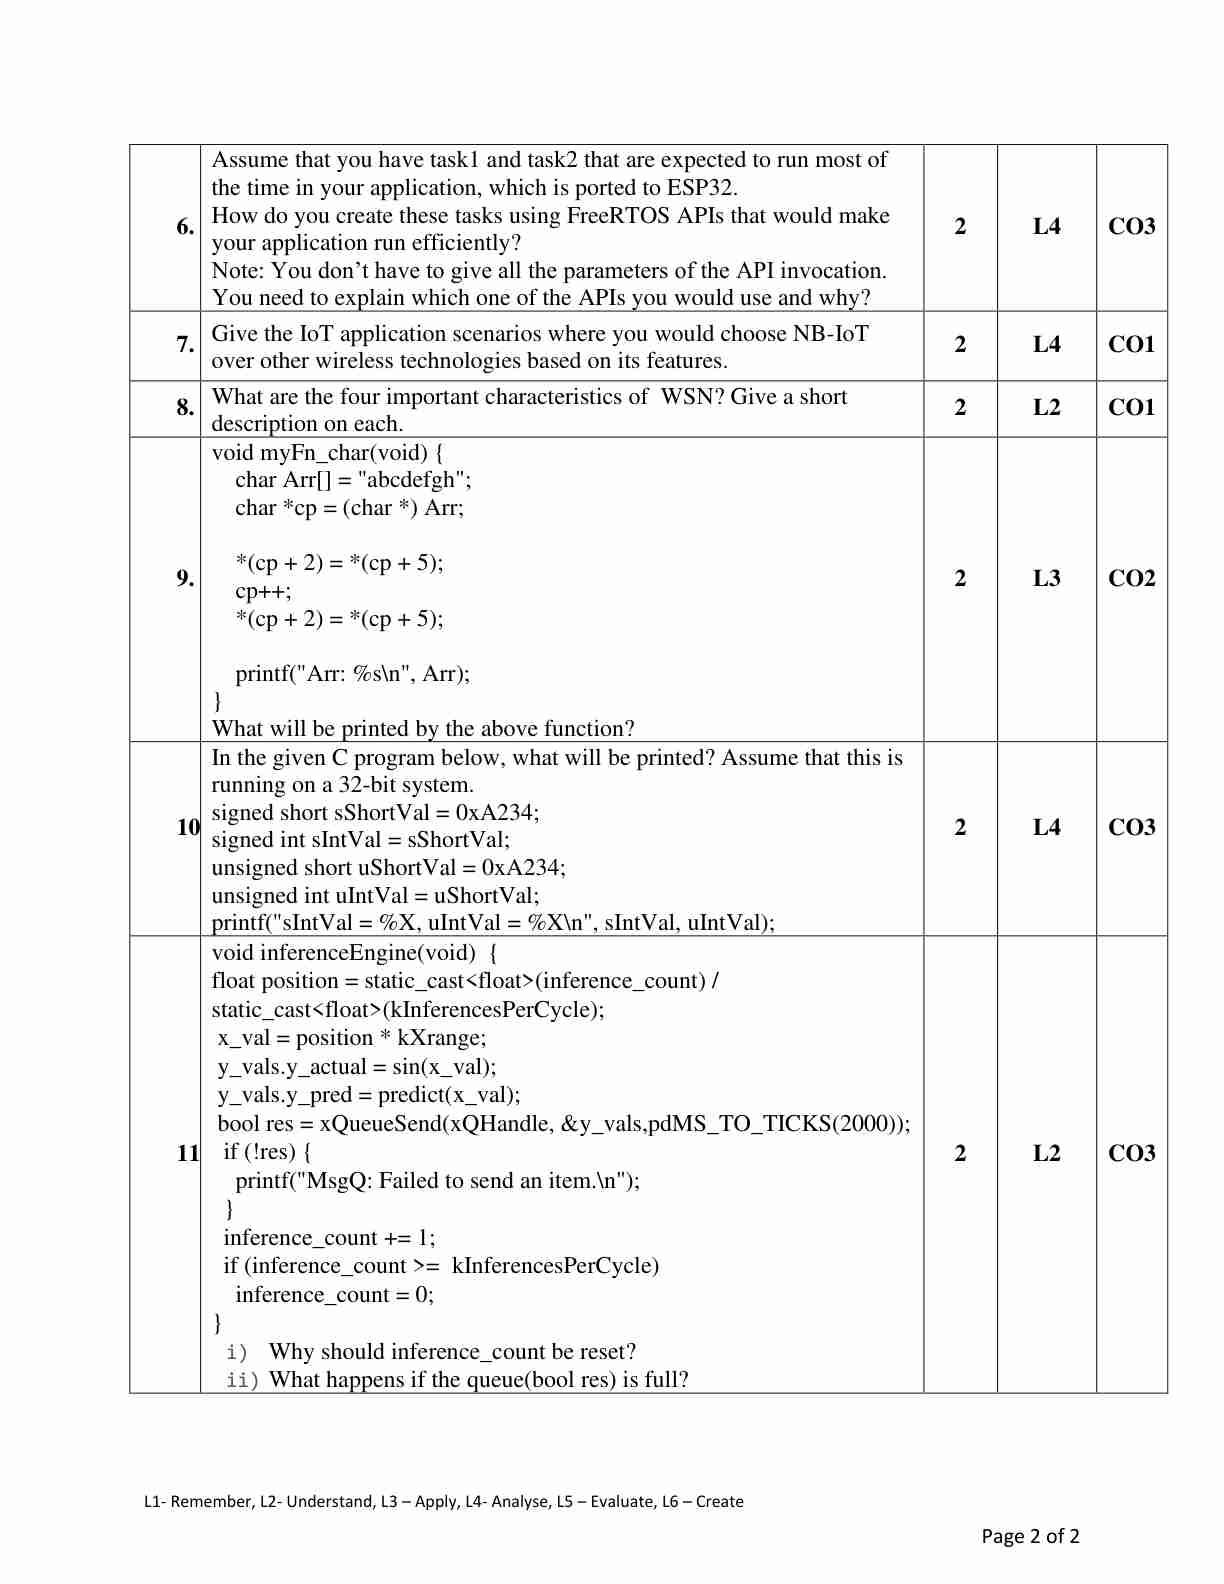 Assume that you have task1 and task2 that are expected to run most of
the time in your application, which is ported to ESP32.
6. How do you create these tasks using FreeRTOS APIs that would make 2 L4 CO3
your application run efficiently?
Note: You don’t have to give all the parameters of the API invocation.
You need to explain which one of the APIs you would use and why?
7. Give the IoT application scenarios where you would choose NB-IoT 2 L4 CO1
over other wireless technologies based on its features.
8. What are the four important characteristics of  WSN? Give a short 2 L2 CO1
description on each.
void myFn_char(void) {
char Arr[] = "abcdefgh";
char *cp = (char *) Arr;
*(cp + 2) = *(cp + 5);
9. cp++; 2 L3 CO2
*(cp + 2) = *(cp + 5);
printf("Arr: %s\n", Arr);
}
What will be printed by the above function?
In the given C program below, what will be printed? Assume that this is
running on a 32-bit system.
10 signed short sShortVal = 0xA234; 2 L4 CO3
signed int sIntVal = sShortVal;
unsigned short uShortVal = 0xA234;
unsigned int uIntVal = uShortVal;
printf("sIntVal = %X, uIntVal = %X\n", sIntVal, uIntVal);
void inferenceEngine(void)  {
float position = static_cast<float>(inference_count) /
static_cast<float>(kInferencesPerCycle);
x_val = position * kXrange;
y_vals.y_actual = sin(x_val);
y_vals.y_pred = predict(x_val);
bool res = xQueueSend(xQHandle, &y_vals,pdMS_TO_TICKS(2000));
11 if (!res) { 2 L2 CO3
printf("MsgQ: Failed to send an item.\n");
}
inference_count += 1;
if (inference_count >=  kInferencesPerCycle)
inference_count = 0;
}
i) Why should inference_count be reset?
ii) What happens if the queue(bool res) is full?
L1- Remember, L2- Understand, L3 – Apply, L4- Analyse, L5 – Evaluate, L6 – Create
Page 2 of 2